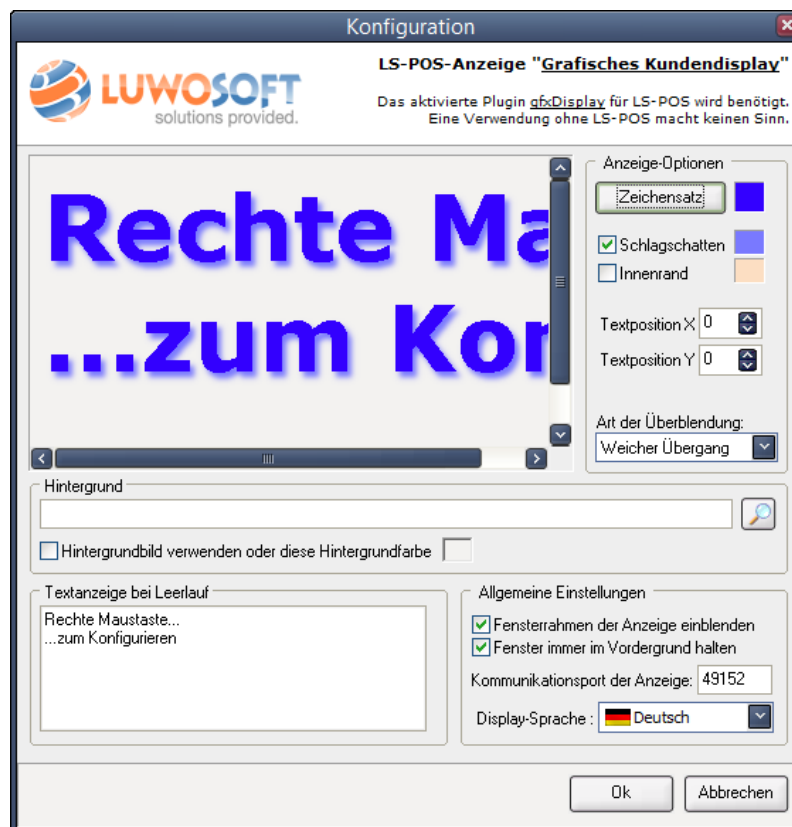 Konfiguration
LUWOSOFT
solutions provided.
LS-POS-Anzeige "Grafisches Kundendisplay"
Das aktivierte Plugin gfxDisplay für LS-POS wird benötigt.
Eine Verwendung ohne LS-POS macht keinen Sinn.
Rechte Ma
...zum Kon
Anzeige-Optionen
Zeichensatz
Schlagschatten
Innenrand
Textposition X 0
Textposition Y 0
Art der Überblendung:
Weicher Übergang
Hintergrund
Hintergrundbild verwenden oder diese Hintergrundfarbe
Textanzeige bei Leerlauf
Rechte Maustaste...
...zum Konfigurieren
Allgemeine Einstellungen
Fensterrahmen der Anzeige einblenden
Fenster immer im Vordergrund halten
Kommunikationsport der Anzeige: 49152
Display-Sprache : Deutsch
Ok
Abbrechen